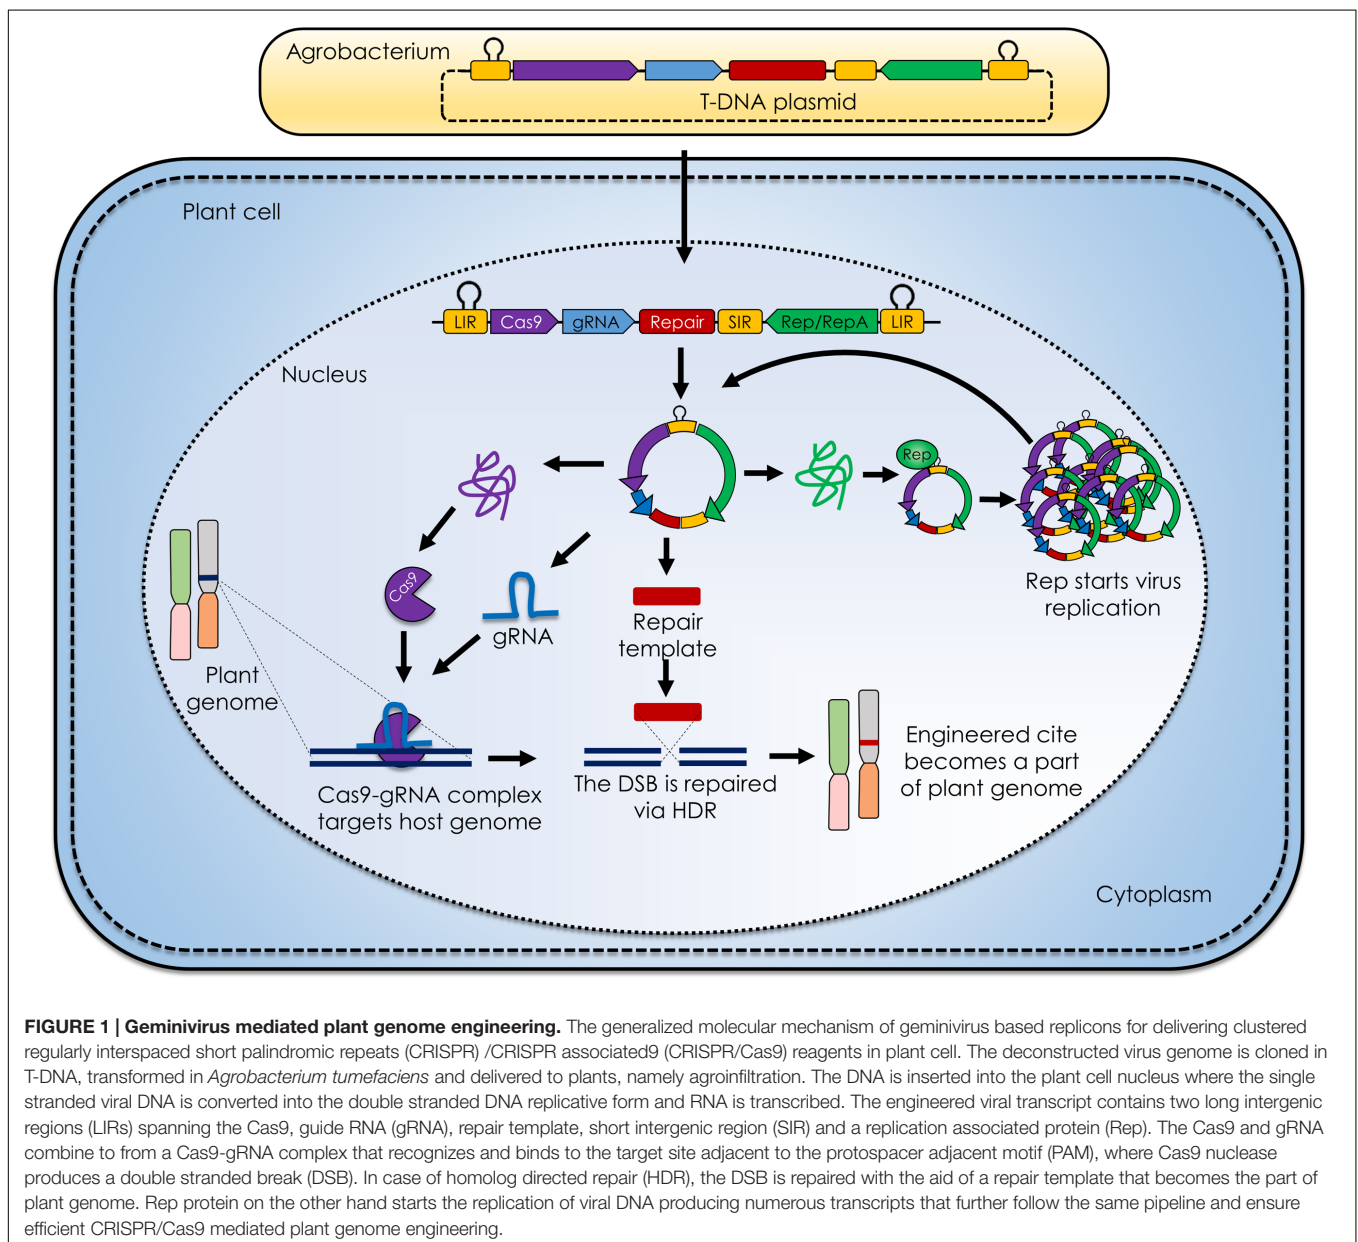 Agrobacterium
T-DNA plasmid
Plant cell
LIR Cas9 gRNA Repair SIR Rep/RepA LIR
Nucleus
Rep
Cas9
Rep starts virus
replication
gRNA
Repair
template
Plant
genome
Engineered cite
becomes a part
of plant genome
Cas9-gRNA complex
targets host genome
The DSB is repaired
via HDR
Cytoplasm
FIGURE 1 | Geminivirus mediated plant genome engineering. The generalized molecular mechanism of geminivirus based replicons for delivering clustered
regularly interspaced short palindromic repeats (CRISPR) /CRISPR associated9 (CRISPR/Cas9) reagents in plant cell. The deconstructed virus genome is cloned in
T-DNA, transformed in Agrobacterium tumefaciens and delivered to plants, namely agroinfiltration. The DNA is inserted into the plant cell nucleus where the single
stranded viral DNA is converted into the double stranded DNA replicative form and RNA is transcribed. The engineered viral transcript contains two long intergenic
regions (LIRs) spanning the Cas9, guide RNA (gRNA), repair template, short intergenic region (SIR) and a replication associated protein (Rep). The Cas9 and gRNA
combine to from a Cas9-gRNA complex that recognizes and binds to the target site adjacent to the protospacer adjacent motif (PAM), where Cas9 nuclease
produces a double stranded break (DSB). In case of homolog directed repair (HDR), the DSB is repaired with the aid of a repair template that becomes the part of
plant genome. Rep protein on the other hand starts the replication of viral DNA producing numerous transcripts that further follow the same pipeline and ensure
efficient CRISPR/Cas9 mediated plant genome engineering.